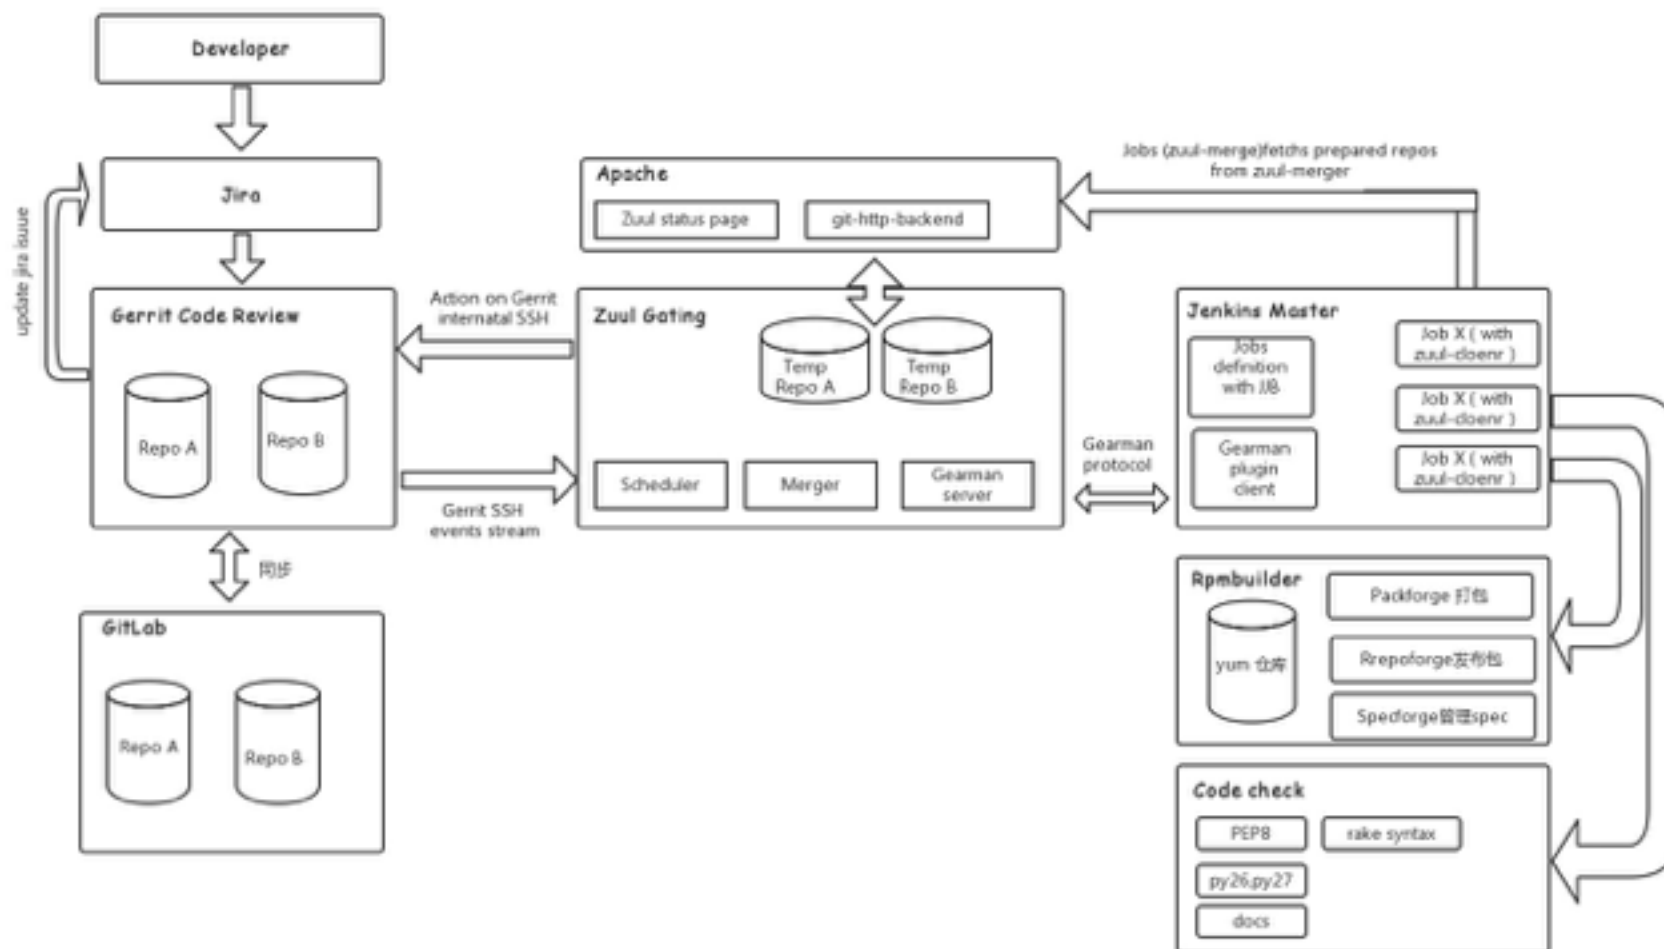 Developer
Jira
update jira isuue
Gerrit Code Review
Repo A
Repo B
同步
GitLab
Repo A
Repo B
Action on Gerrit
internatal SSH
Gerrit SSH
events stream
Apache
Zuul status page
git-http-backend
Zuul Gating
Temp
Repo A
Temp
Repo B
Scheduler
Merger
Gearman
server
Jobs (zuul-merge)fetchs prepared repos
from zuul-merger
Gearman
protocol
Jenkins Master
Jobs
definition
with JJB
Gearman
plugin
client
Job X ( with
zuul-cloenr )
Job X ( with
zuul-cloenr )
Job X ( with
zuul-cloenr )
Rpmbuilder
yum 仓库
Packforge 打包
Rrepoforge发布包
Specforge管理spec
Code check
PEP8
rake syntax
py26,py27
docs